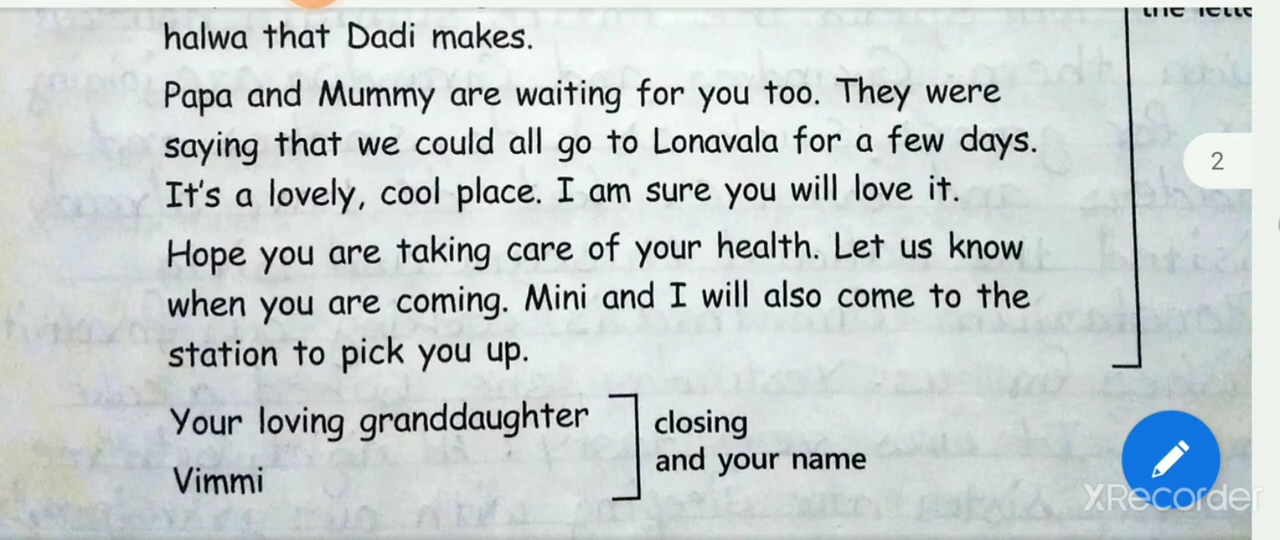 halwa that Dadi makes.
Papa and Mummy are waiting for you too. They were
saying that we could all go to Lonavala for a few days.
It's a lovely, cool place. I am sure you will love it.
Hope you are taking care of your health. Let us know
when you are coming. Mini and I will also come to the
station to pick you up.
Your loving granddaughter
Vimmi
closing
and your name
2
XRecorder